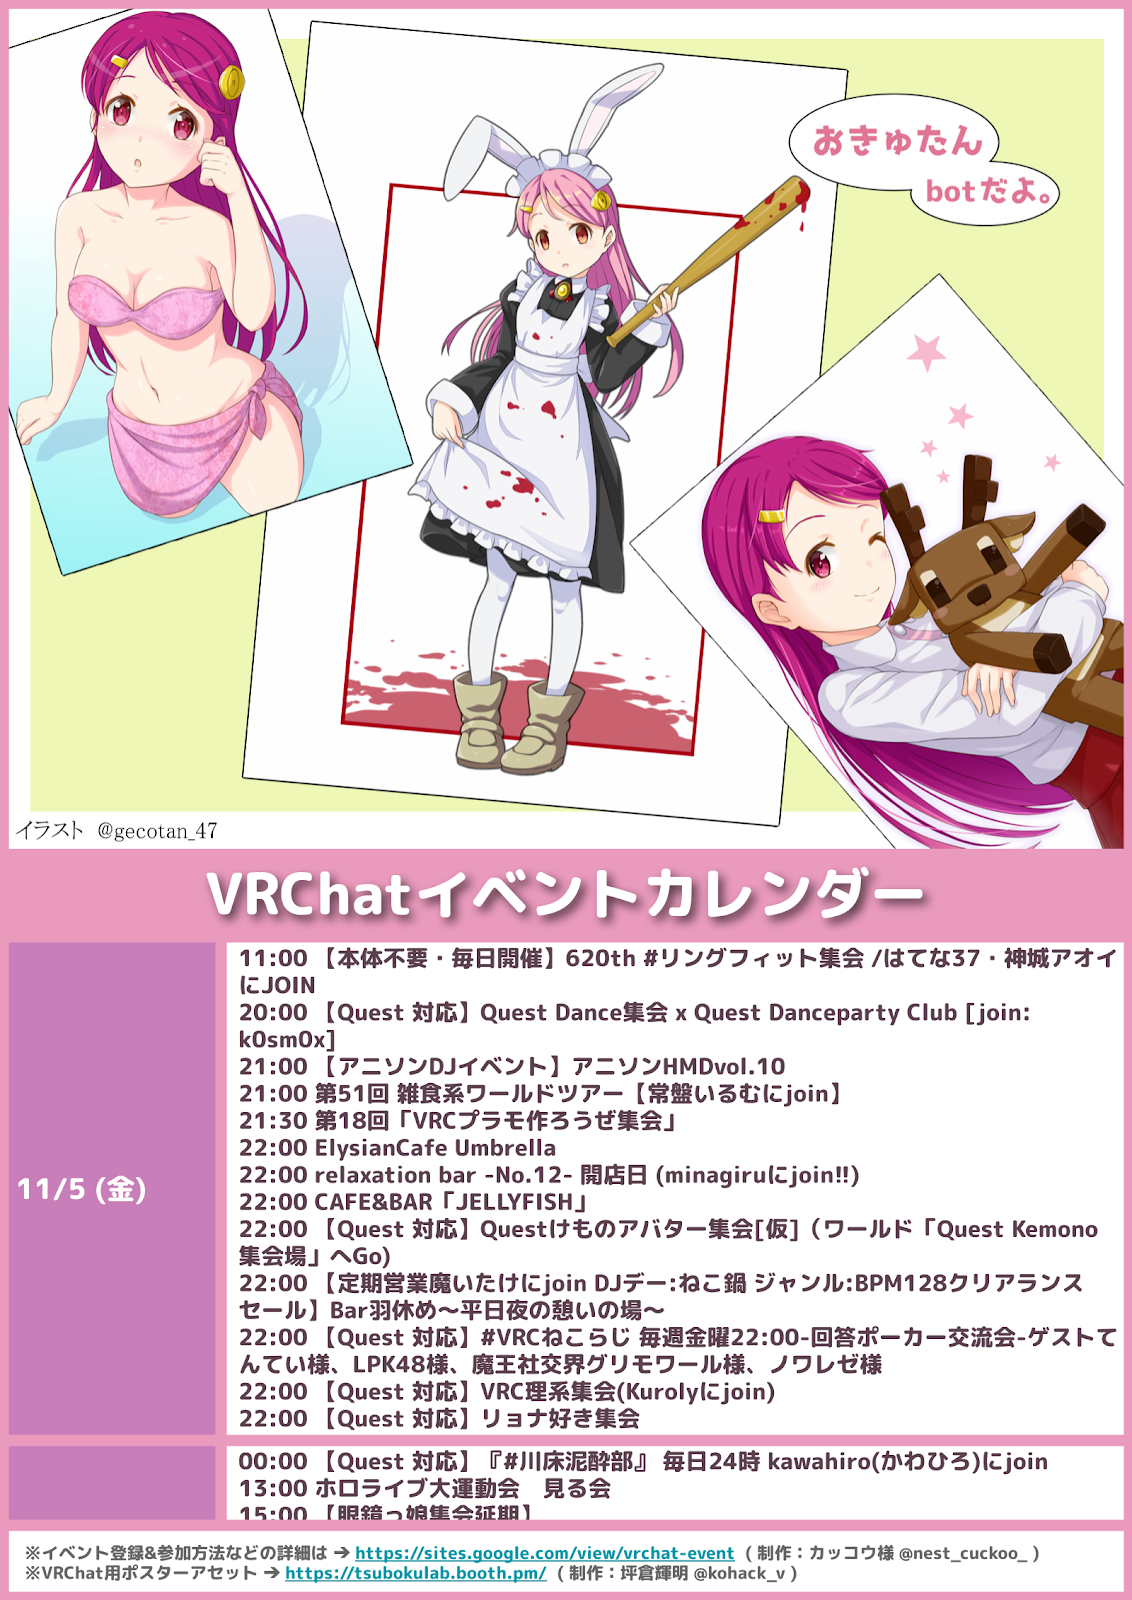 おきゅたん
botだよ。
イラスト @gecotan_47
VRChatイベントカレンダー
11/5 (金)
11:00 【本体不要・毎日開催】620th #リングフィット集会 /はてな37・神城アオイ
にJOIN
20:00 【Quest 対応】Quest Dance集会 x Quest Danceparty Club [join:
k0sm0x]
21:00 【アニソンDJイベント】アニソンHMDvol.10
21:00 第51回 雑食系ワールドツアー【常盤いるむにjoin】
21:30 第18回「VRCプラモ作ろうぜ集会」
22:00 ElysianCafe Umbrella
22:00 relaxation bar -No.12- 開店日 (minagiruにjoin!!)
22:00 CAFE&BAR「JELLYFISH」
22:00 【Quest 対応】Questけものアバター集会[仮]（ワールド「Quest Kemono
集会場」へGo)
22:00 【定期営業魔いたけにjoin DJデー:ねこ鍋 ジャンル:BPM128クリアランス
セール】Bar羽休め～平日夜の憩いの場～
22:00 【Quest 対応】#VRCねこらじ 毎週金曜22:00-回答ポーカー交流会-ゲストて
んてい様、LPK48様、魔王社交界グリモワール様、ノワレゼ様
22:00 【Quest 対応】VRC理系集会(Kurolyにjoin)
22:00 【Quest 対応】リョナ好き集会
00:00 【Quest 対応】『#川床泥酔部』 毎日24時 kawahiro(かわひろ)にjoin
13:00 ホロライブ大運動会　見る会
15:00 【眼鏡っ娘集会延期】
※イベント登録&参加方法などの詳細は ➔ https://sites.google.com/view/vrchat-event ( 制作：カッコウ様 @nest_cuckoo_ )
※VRChat用ポスターアセット ➔ https://tsubokulab.booth.pm/ ( 制作：坪倉輝明 @kohack_v )